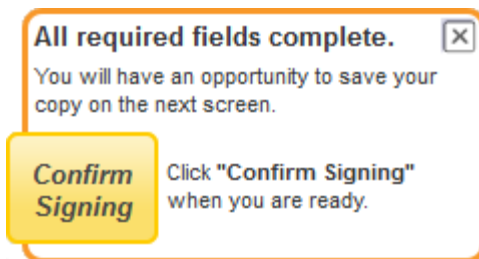 All required fields complete.
You will have an opportunity to save your
copy on the next screen.
Confirm
Signing
Click "Confirm Signing"
when you are ready.